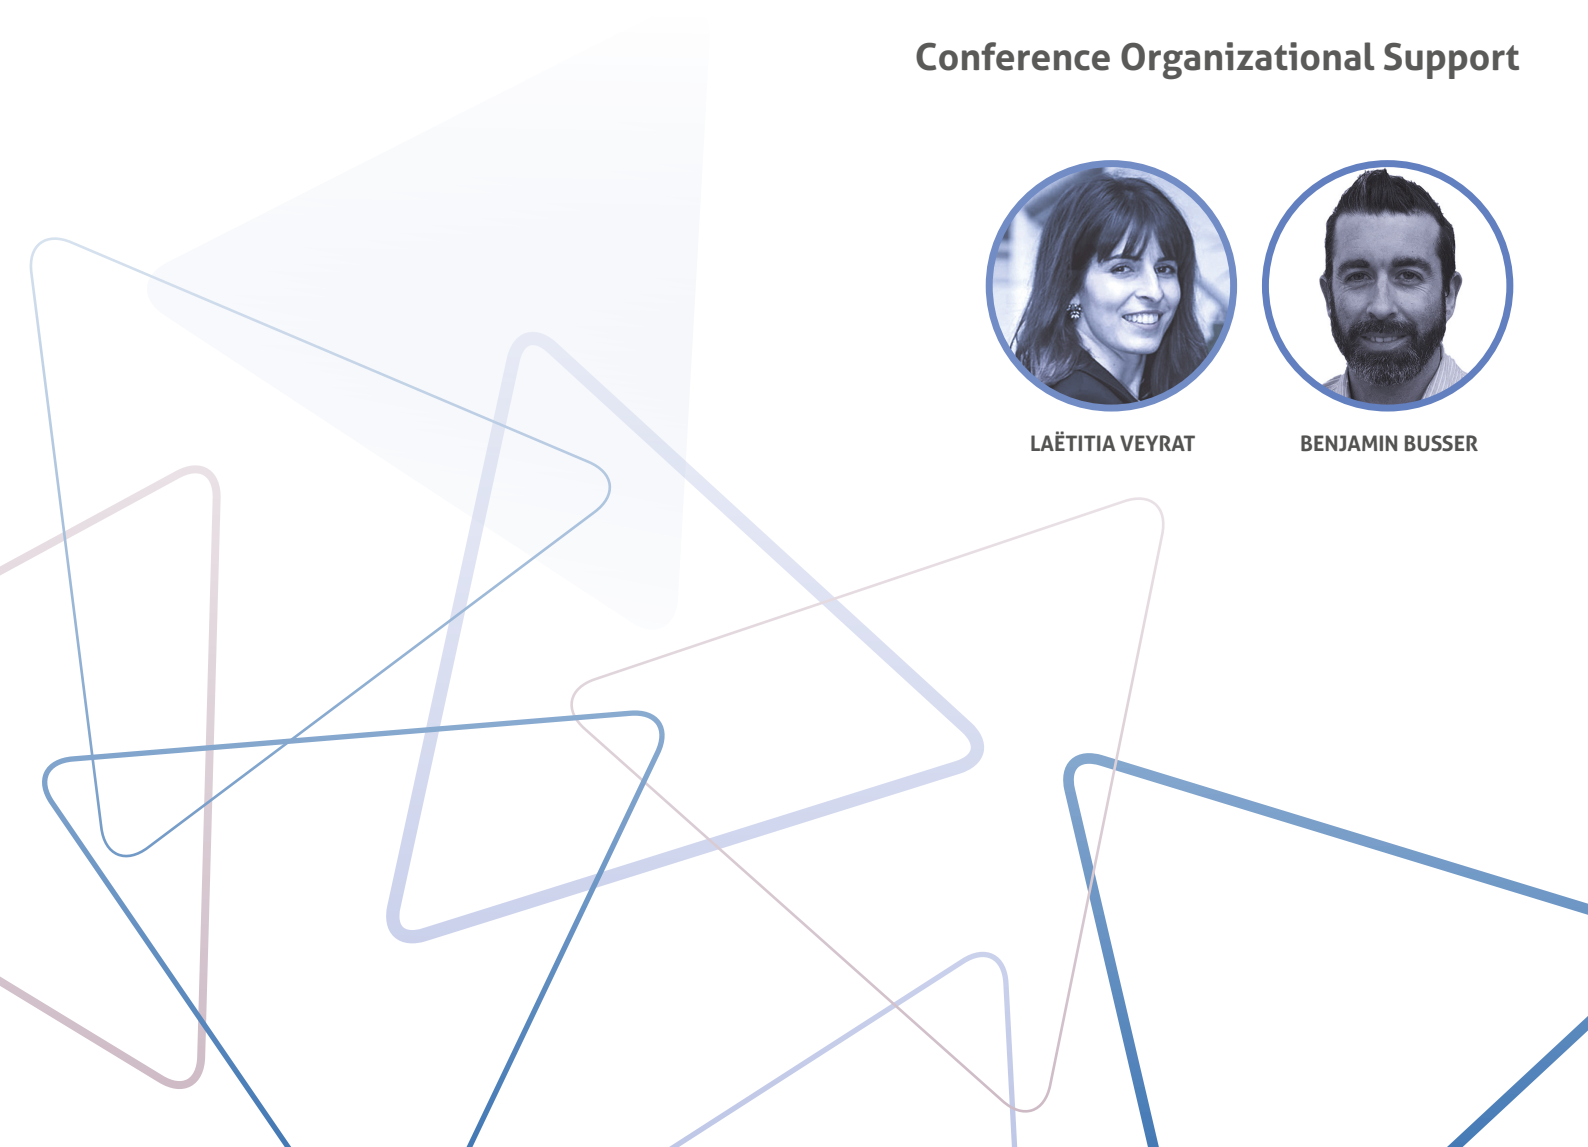 Conference Organizational Support
LAËTITIA VEYRAT
BENJAMIN BUSSER